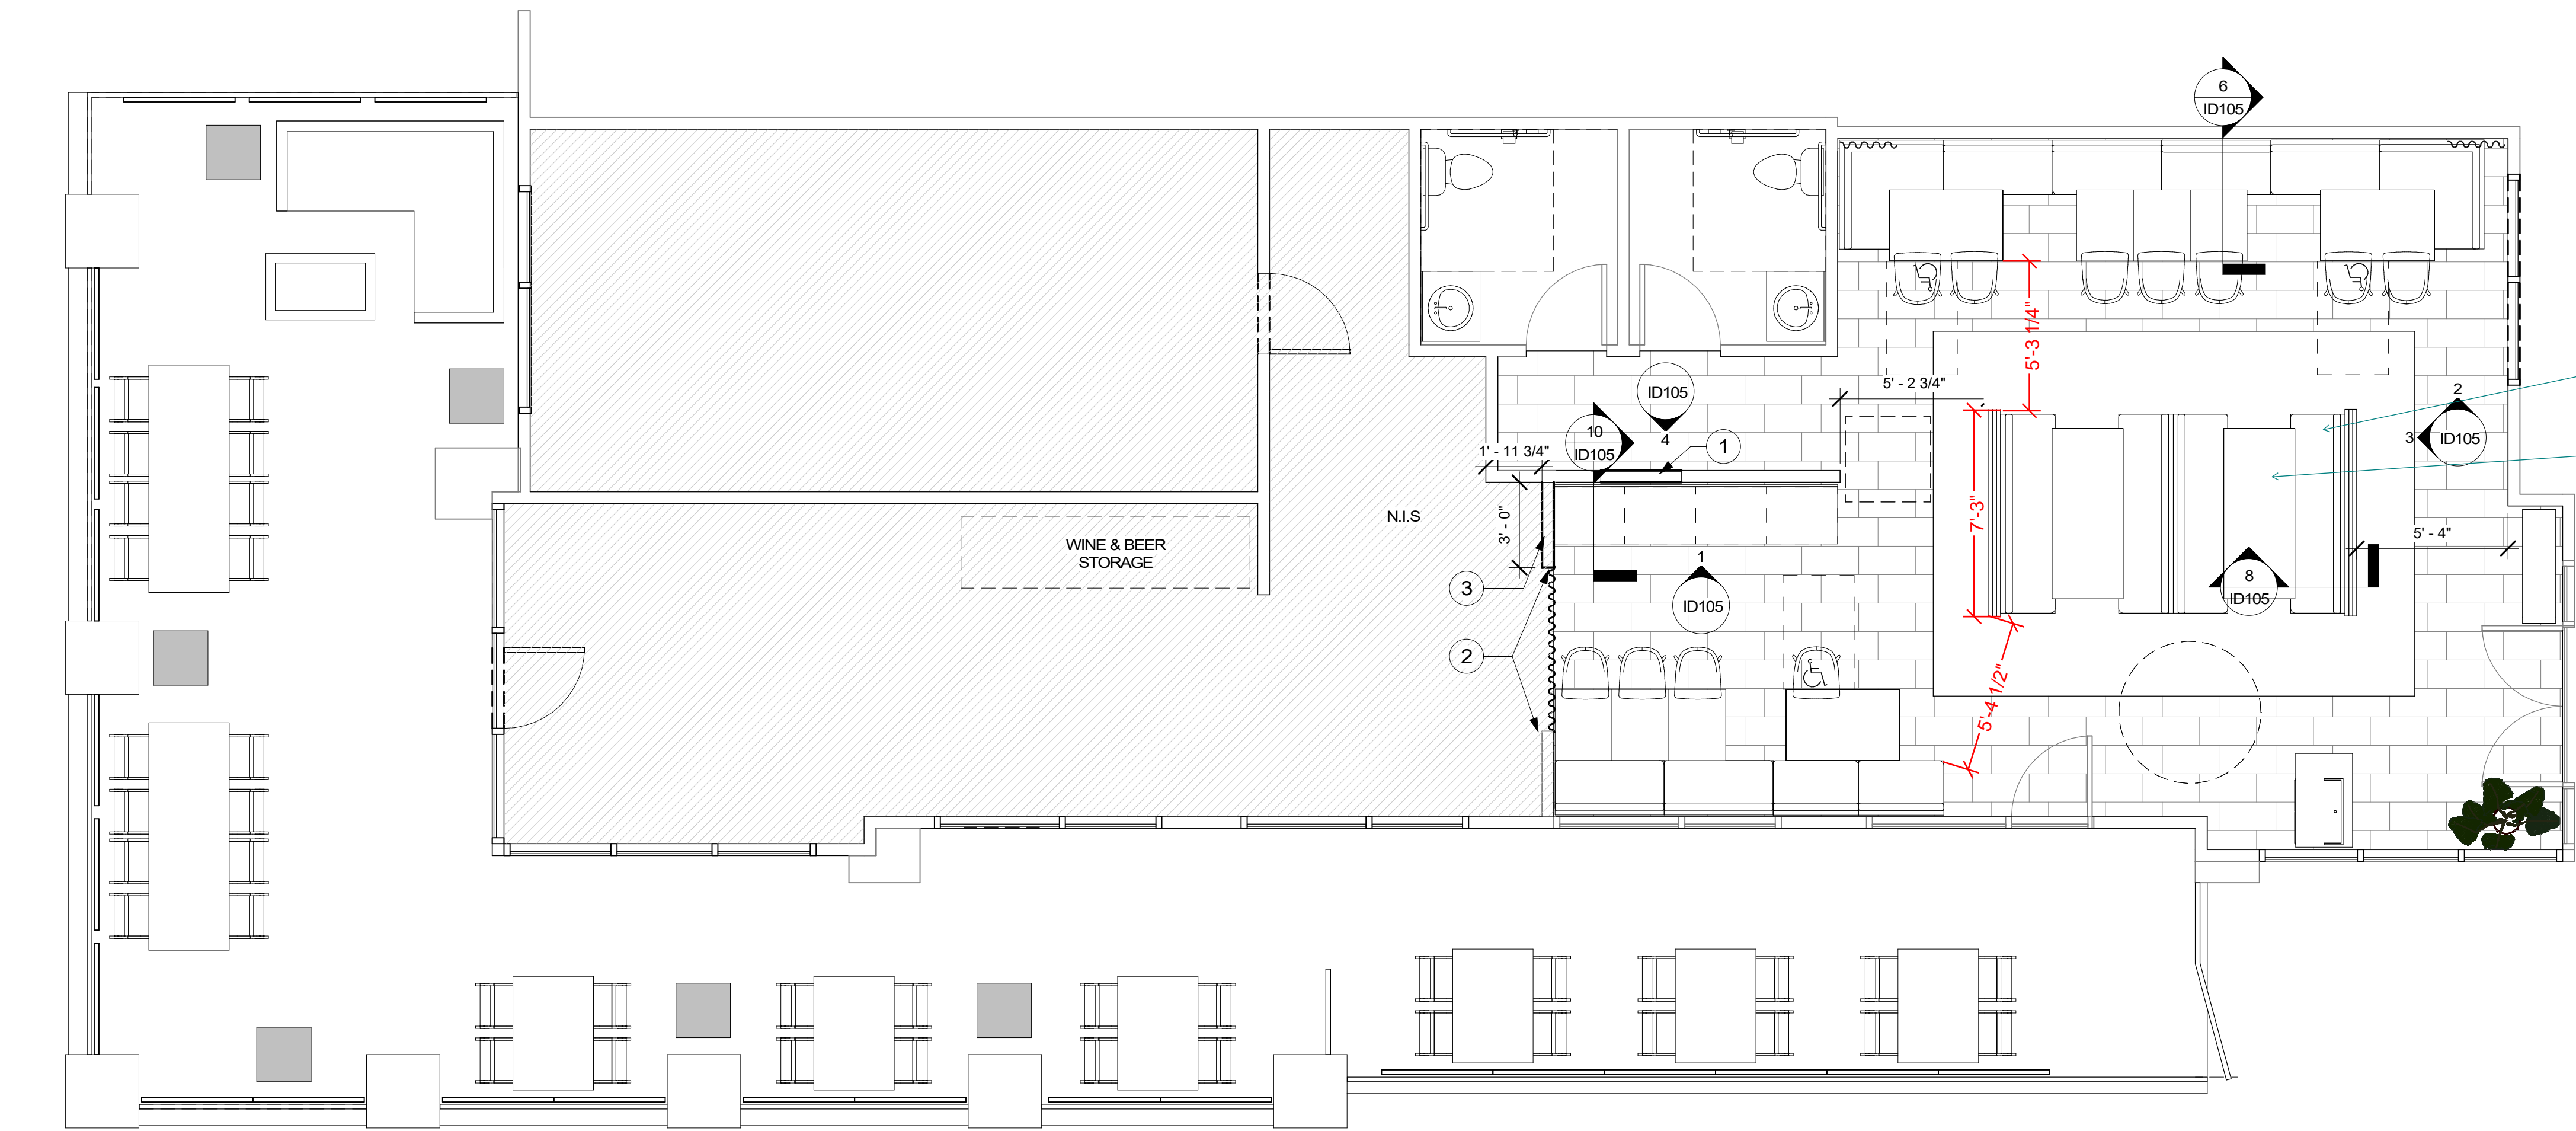 6
ID105
5'-3 1/4"
5' - 2 3/4"
2
ID105
4
10
ID105
1
1' - 11 3/4"
3
ID105
N.I.S
3' - 0"
7'-3"
WINE & BEER
STORAGE
5' - 4"
1
ID105
3
8
ID105
2
5'-4 1/2"